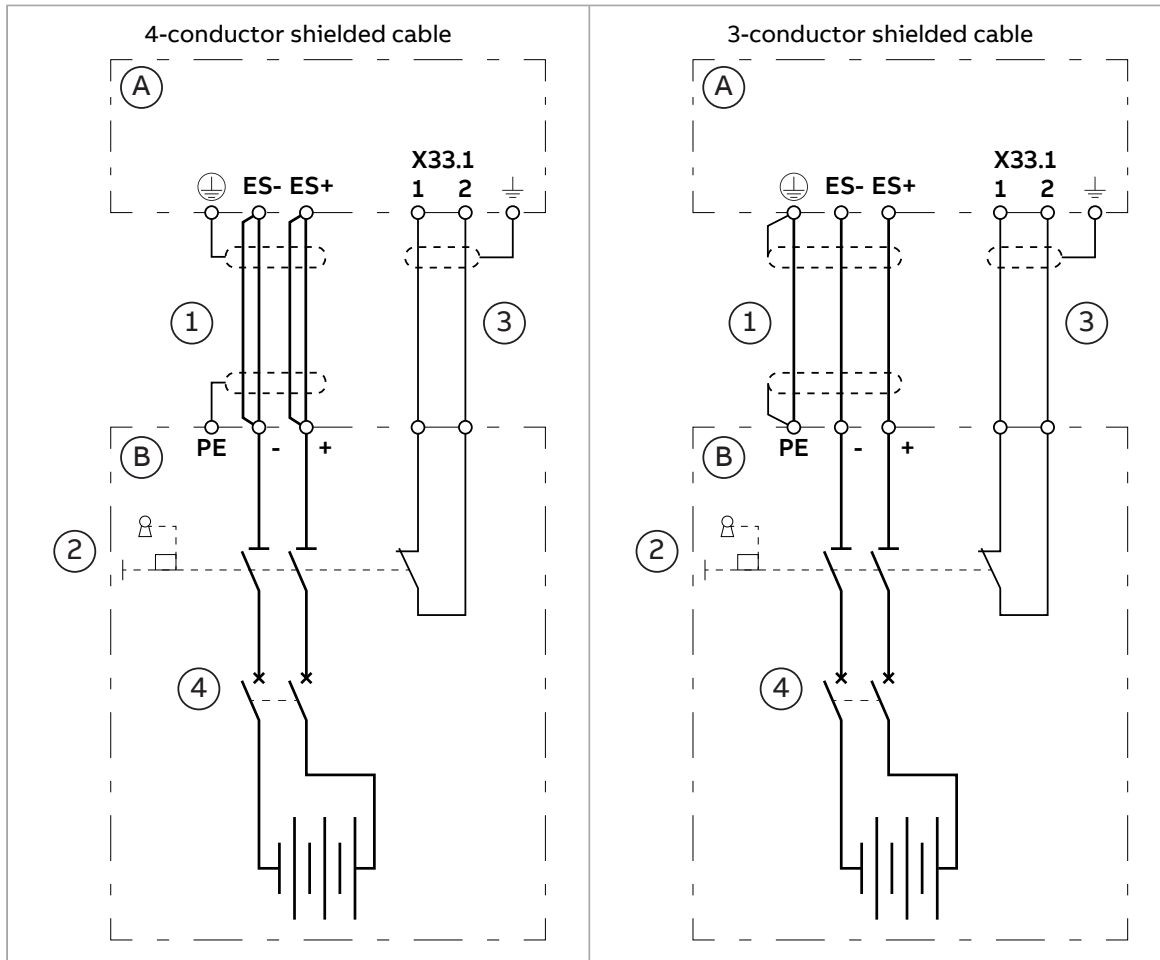 4-conductor shielded cable
A
X33.1
ES- ES+ 1 2
1
3
PE - +
B
2
4
3-conductor shielded cable
A
X33.1
ES- ES+ 1 2
1
3
PE - +
B
2
4